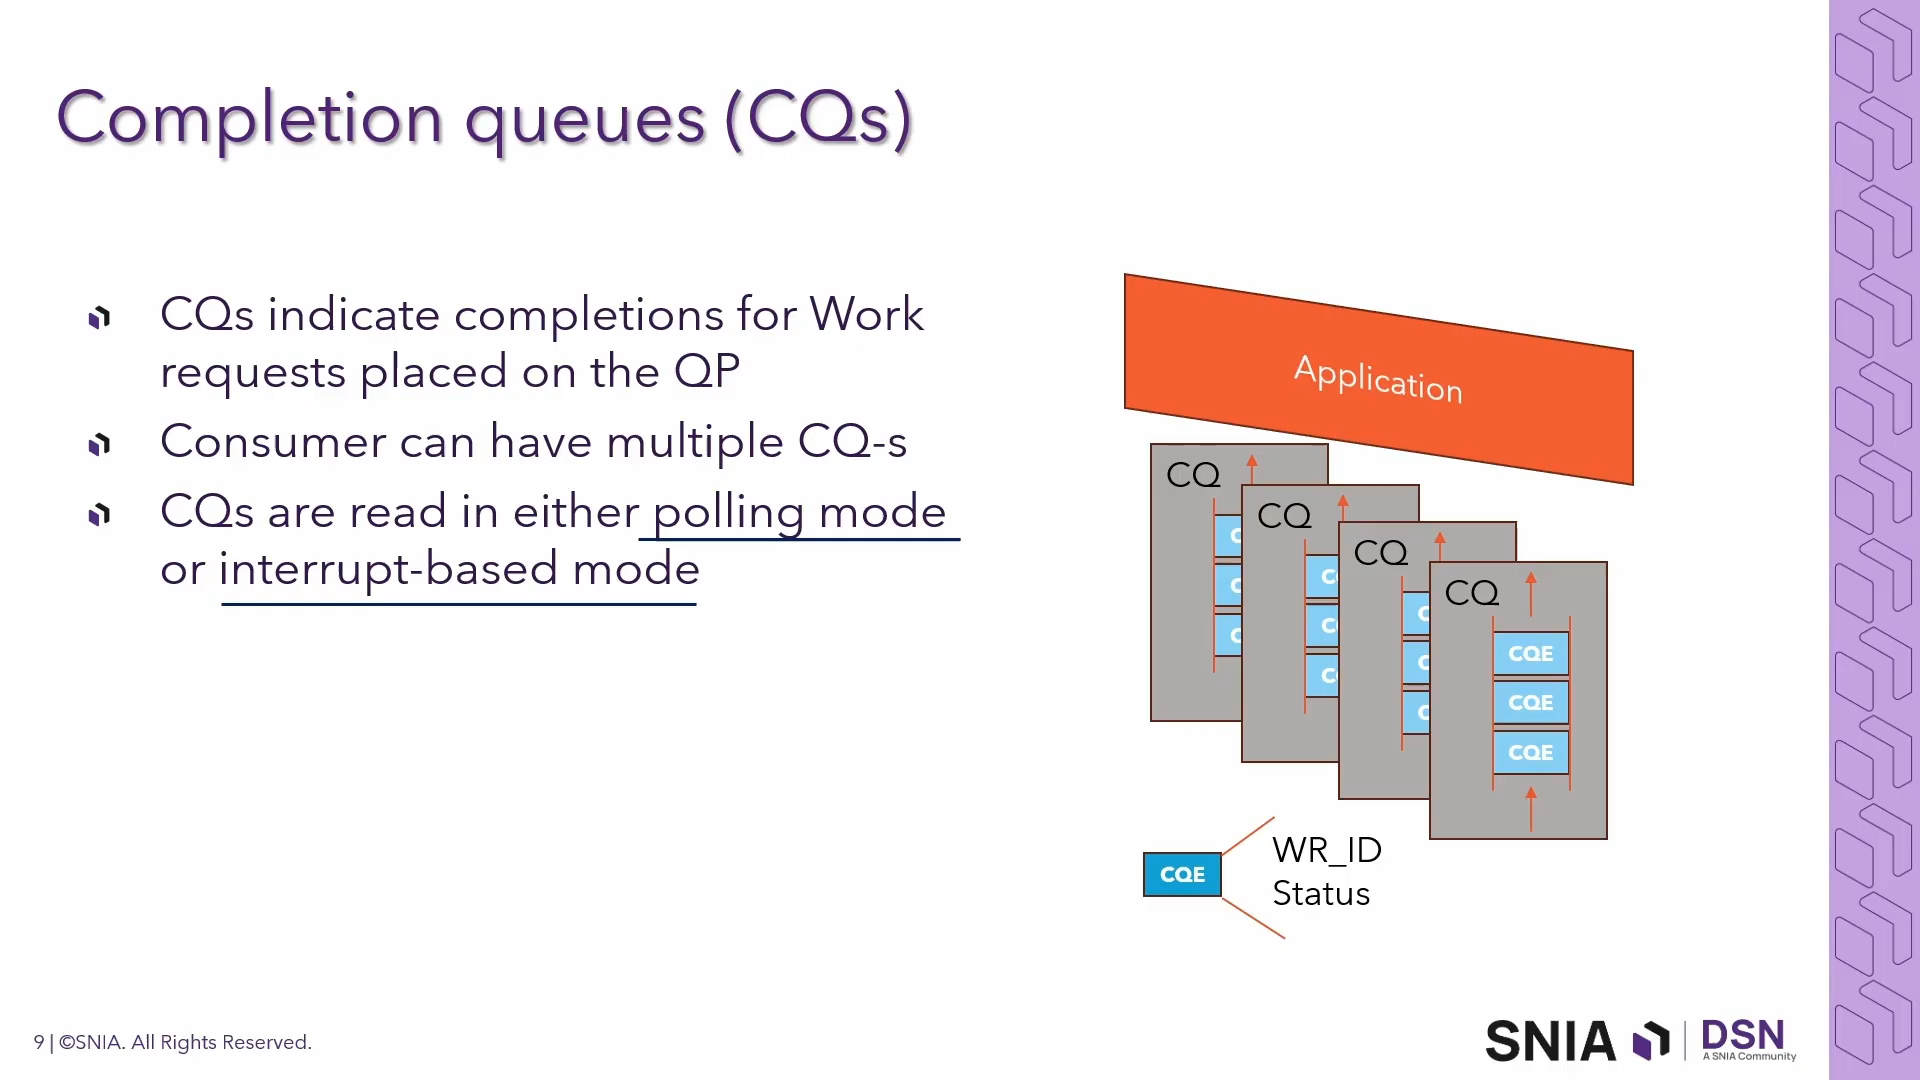 Completion queues (CQs)
CQs indicate completions for Work
requests placed on the QP
Consumer can have multiple CQ-s
CQs are read in either polling mode
or interrupt-based mode
Application
CQ
CQ
CQ
CQ
CQE
CQE
CQE
CQE
WR_ID
Status
9 | ©SNIA. All Rights Reserved.
SNIA | DSN
A SNIA Community